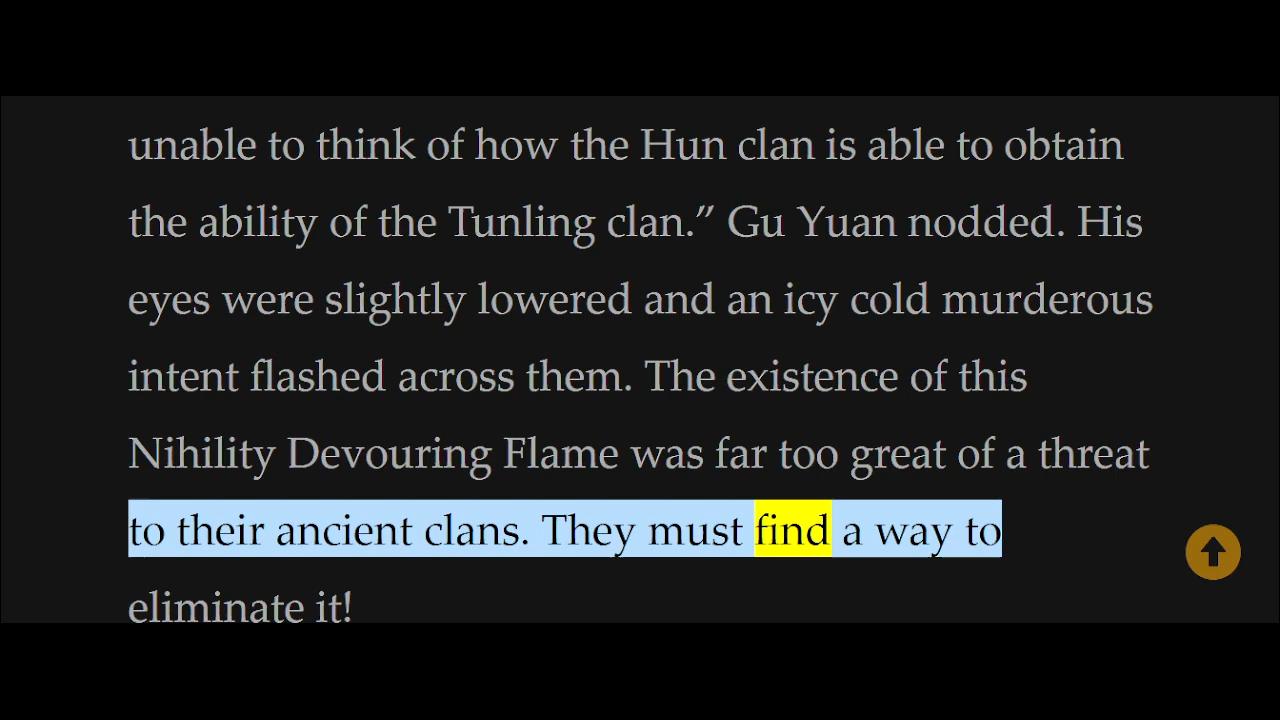 unable to think of how the Hun clan is able to obtain
the ability of the Tunling clan.” Gu Yuan nodded. His
eyes were slightly lowered and an icy cold murderous
intent flashed across them. The existence of this
Nihility Devouring Flame was far too great of a threat
to their ancient clans. They must find a way to
eliminate it!